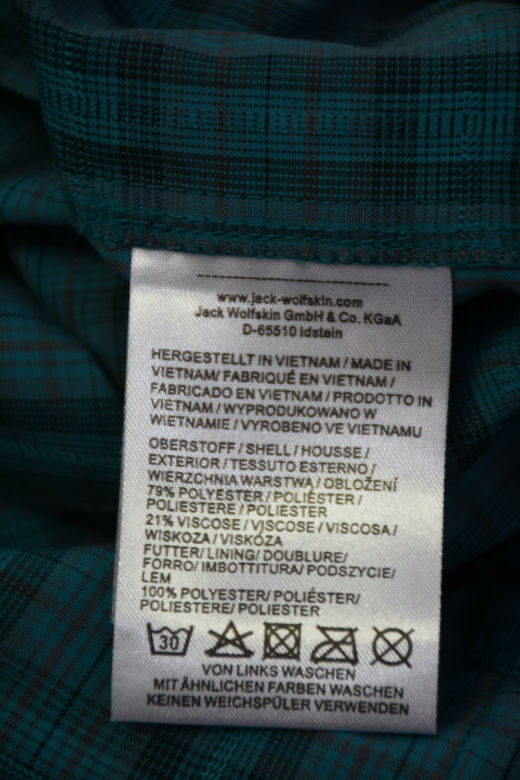 www.jack-wolfskin.com
Jack Wolfskin GmbH & Co. KGaA
D-65510 Idstein
HERGESTELLT IN VIETNAM / MADE IN
VIETNAM/ FABRIQUÉ EN VIETNAM /
FABRICADO EN VIETNAM / PRODOTTO IN
VIETNAM / WYPRODUKOWANO W
WIETNAMIE / VYROBENO VE VIETNAMU
OBERSTOFF / SHELL / HOUSSE /
EXTERIOR / TESSUTO ESTERNO /
WIERZCHNIA WARSTWA / OBLOŽENÍ
79% POLYESTER / POLIÉSTER /
POLIESTERE / POLIESTER
21% VISCOSE / VISCOSE / VISCOSA /
WISKOZA / VISKÓZA
FUTTER/ LINING/ DOUBLURE/
FORRO/ IMBOTTITURA/ PODSZYCIE/
LEM
100% POLYESTER/ POLIÉSTER/
POLIESTERE/ POLIESTER
30
VON LINKS WASCHEN
MIT ÄHNLICHEN FARBEN WASCHEN
KEINEN WEICHSPÜLER VERWENDEN